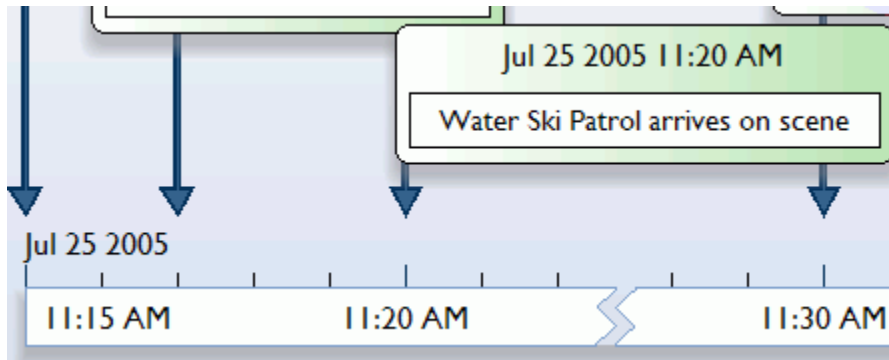 Jul 25 2005 11:20 AM
Water Ski Patrol arrives on scene
Jul 25 2005
11:15 AM
11:20 AM
11:30 AM